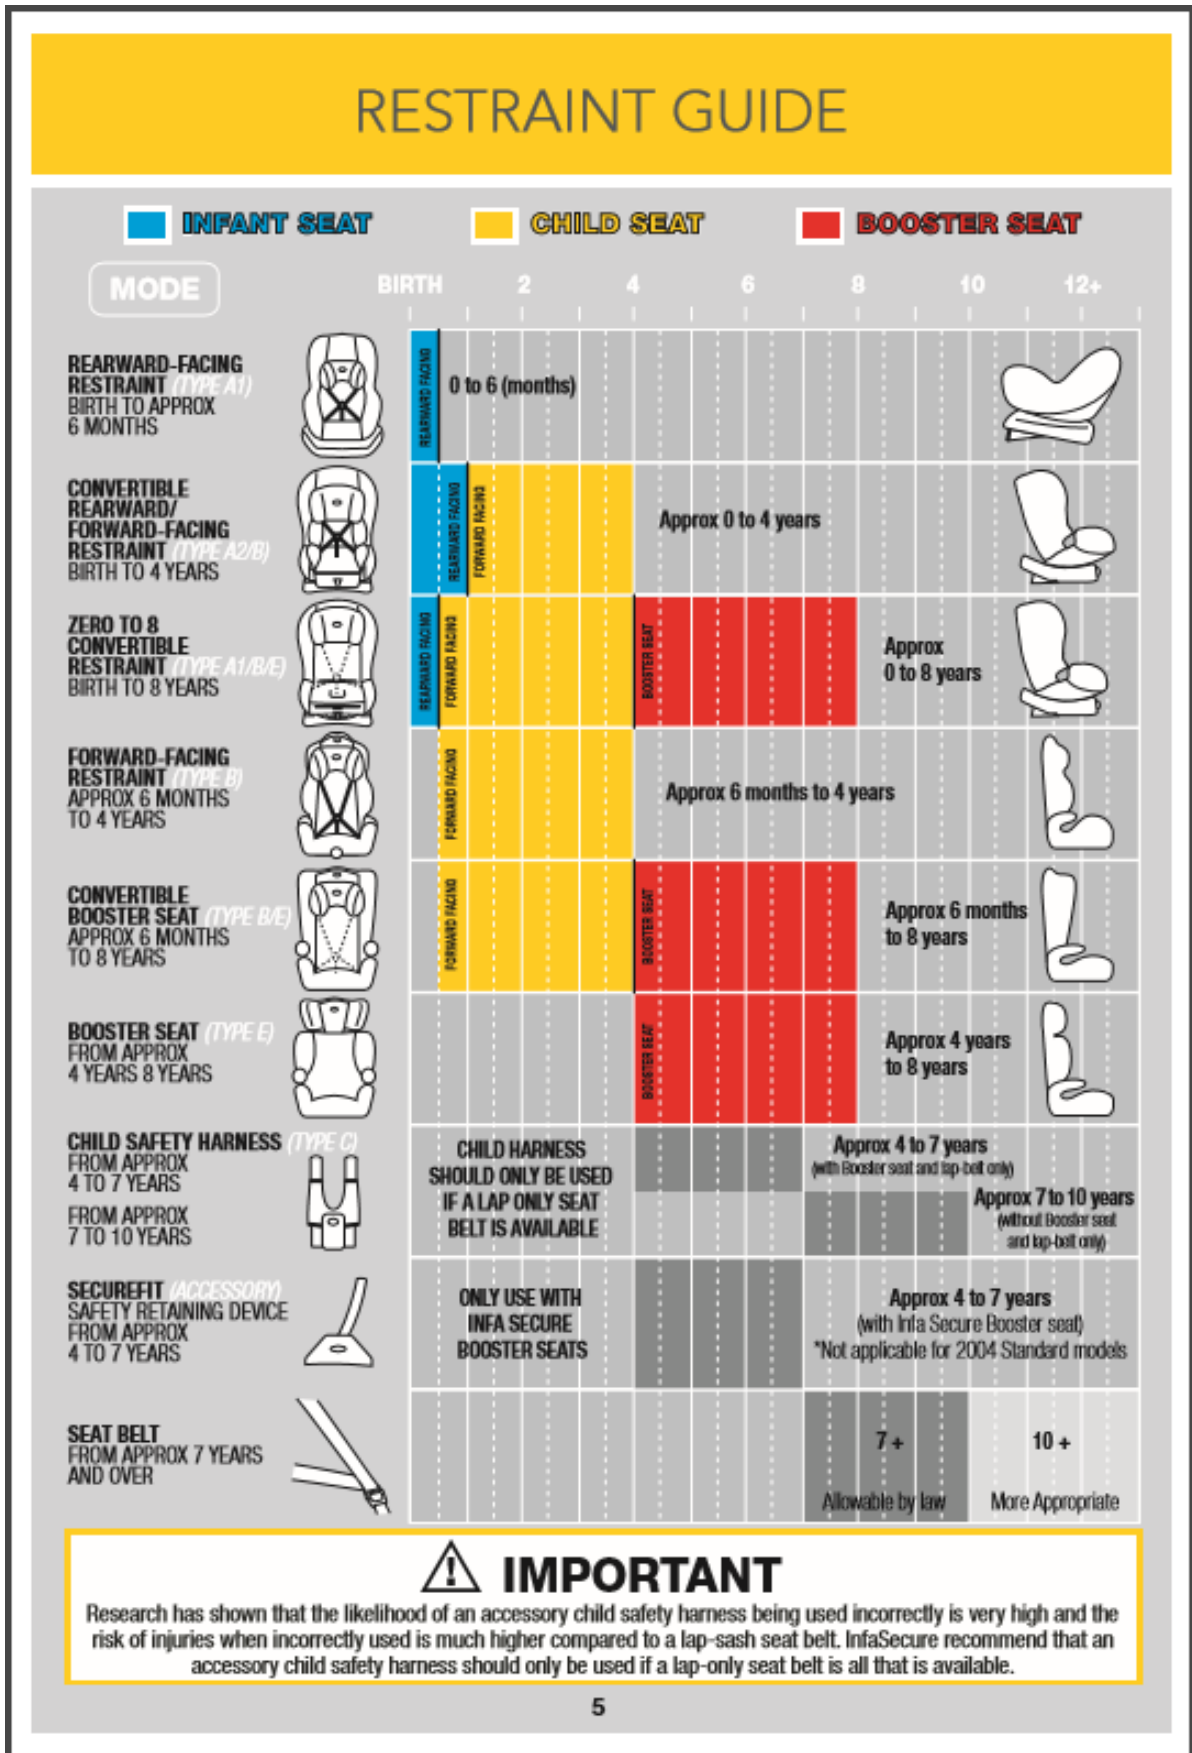 RESTRAINT GUIDE
INFANT SEAT
CHILD SEAT
BOOSTER SEAT
MODE
BIRTH 2 4 6 8 10 12+
REARWARD-FACING
RESTRAINT (TYPE A1)
BIRTH TO APPROX
6 MONTHS
REARWARD FACING
0 to 6 (months)
CONVERTIBLE
REARWARD/
FORWARD-FACING
RESTRAINT (TYPE A2/B)
BIRTH TO 4 YEARS
REARWARD FACING
FORWARD FACING
Approx 0 to 4 years
ZERO TO 8
CONVERTIBLE
RESTRAINT (TYPE A1/B/E)
BIRTH TO 8 YEARS
REARWARD FACING
FORWARD FACING
BOOSTER SEAT
Approx
0 to 8 years
FORWARD-FACING
RESTRAINT (TYPE B)
APPROX 6 MONTHS
TO 4 YEARS
FORWARD FACING
Approx 6 months to 4 years
CONVERTIBLE
BOOSTER SEAT (TYPE B/E)
APPROX 6 MONTHS
TO 8 YEARS
FORWARD FACING
BOOSTER SEAT
Approx 6 months
to 8 years
BOOSTER SEAT (TYPE E)
FROM APPROX
4 YEARS 8 YEARS
BOOSTER SEAT
Approx 4 years
to 8 years
CHILD SAFETY HARNESS (TYPE C)
FROM APPROX
4 TO 7 YEARS
FROM APPROX
7 TO 10 YEARS
CHILD HARNESS
SHOULD ONLY BE USED
IF A LAP ONLY SEAT
BELT IS AVAILABLE
Approx 4 to 7 years
(with Booster seat and lap-belt only)
Approx 7 to 10 years
(without Booster seat
and lap-belt only)
SECUREFIT (ACCESSORY)
SAFETY RETAINING DEVICE
FROM APPROX
4 TO 7 YEARS
ONLY USE WITH
INFA SECURE
BOOSTER SEATS
Approx 4 to 7 years
(with Infa Secure Booster seat)
*Not applicable for 2004 Standard models
SEAT BELT
FROM APPROX 7 YEARS
AND OVER
7 +
Allowable by law
10 +
More Appropriate
IMPORTANT
Research has shown that the likelihood of an accessory child safety harness being used incorrectly is very high and the
risk of injuries when incorrectly used is much higher compared to a lap-sash seat belt. InfaSecure recommend that an
accessory child safety harness should only be used if a lap-only seat belt is all that is available.
5